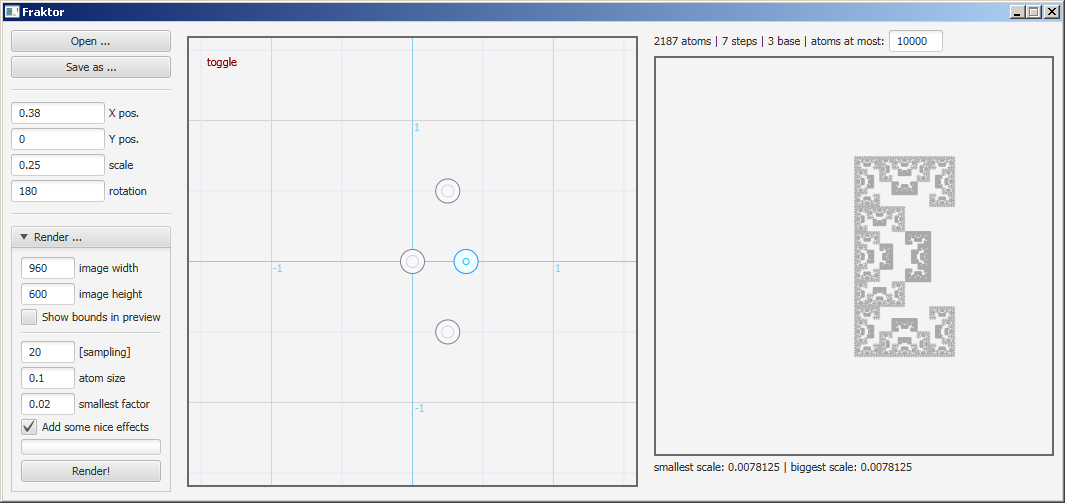 Fraktor
Open ...
Save as ...
0.38 X pos.
0 Y pos.
0.25 scale
180 rotation
Render ...
960 image width
600 image height
Show bounds in preview
20 [sampling]
0.1 atom size
0.02 smallest factor
Add some nice effects
Render!
toggle
1
-1
1
-1
2187 atoms | 7 steps | 3 base | atoms at most: 10000
smallest scale: 0.0078125 | biggest scale: 0.0078125